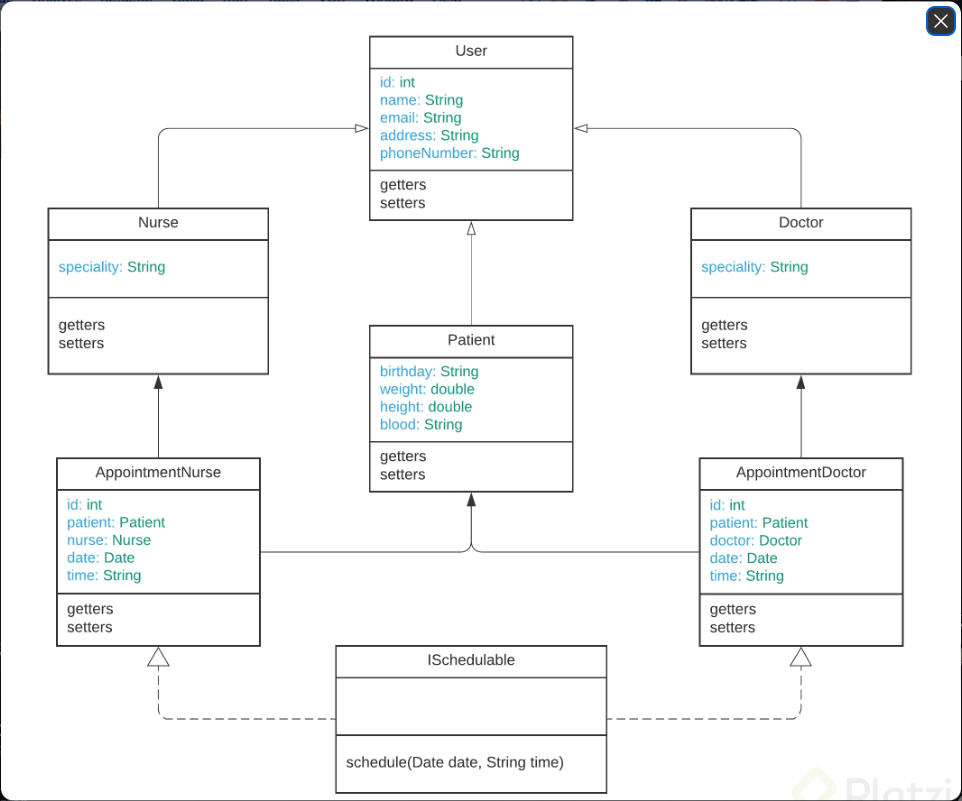 User
id: int
name: String
email: String
address: String
phoneNumber: String
getters
setters
Nurse
speciality: String
getters
setters
Doctor
speciality: String
getters
setters
Patient
birthday: String
weight: double
height: double
blood: String
getters
setters
AppointmentNurse
id: int
patient: Patient
nurse: Nurse
date: Date
time: String
getters
setters
AppointmentDoctor
id: int
patient: Patient
doctor: Doctor
date: Date
time: String
getters
setters
ISchedulable
schedule(Date date, String time)
Platzi